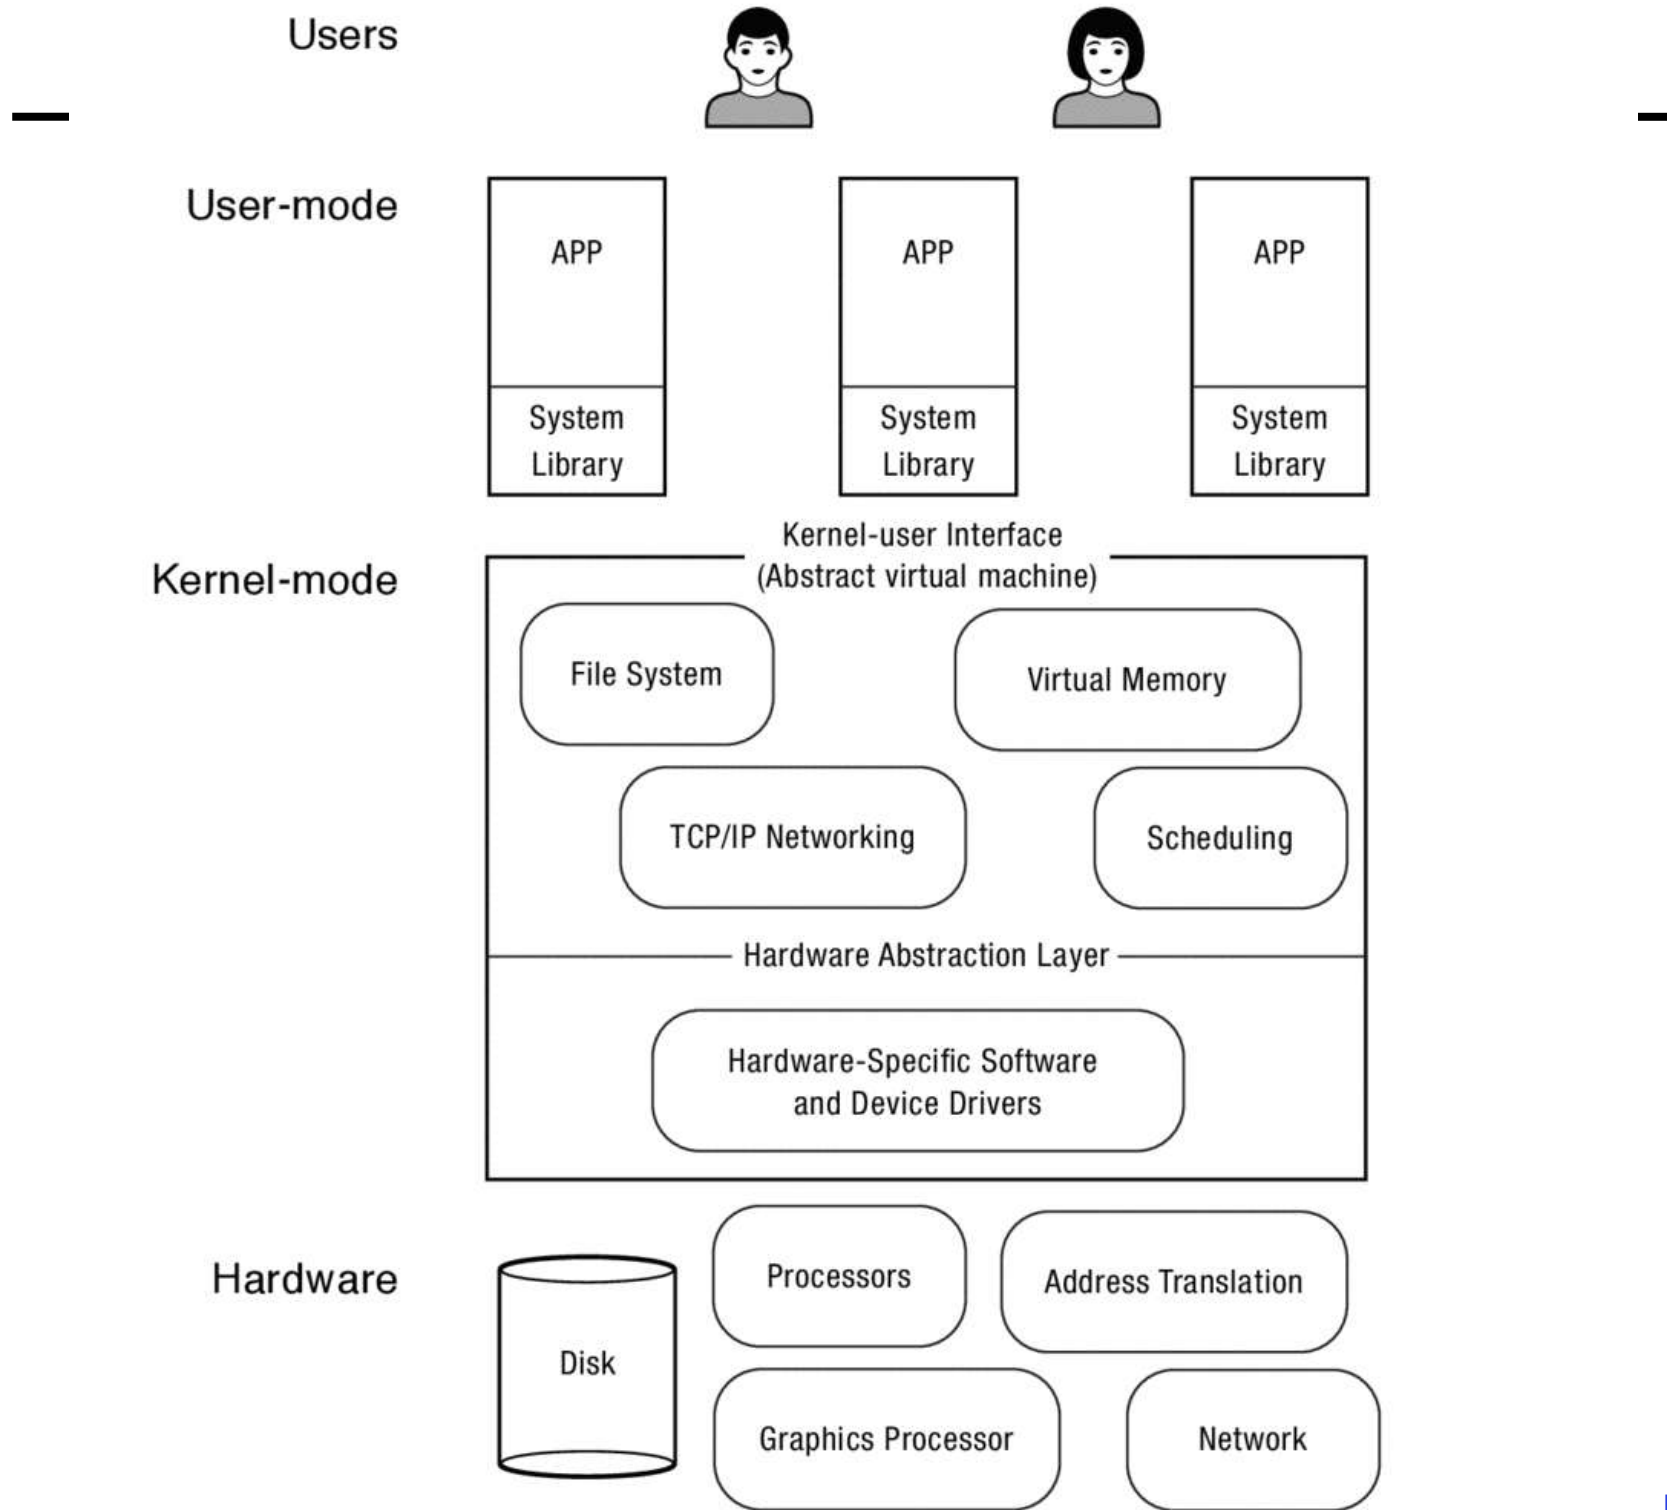 Users
User-mode
APP
APP
APP
System
Library
System
Library
System
Library
Kernel-mode
Kernel-user Interface
(Abstract virtual machine)
File System
Virtual Memory
TCP/IP Networking
Scheduling
Hardware Abstraction Layer
Hardware-Specific Software
and Device Drivers
Hardware
Processors
Address Translation
Disk
Graphics Processor
Network